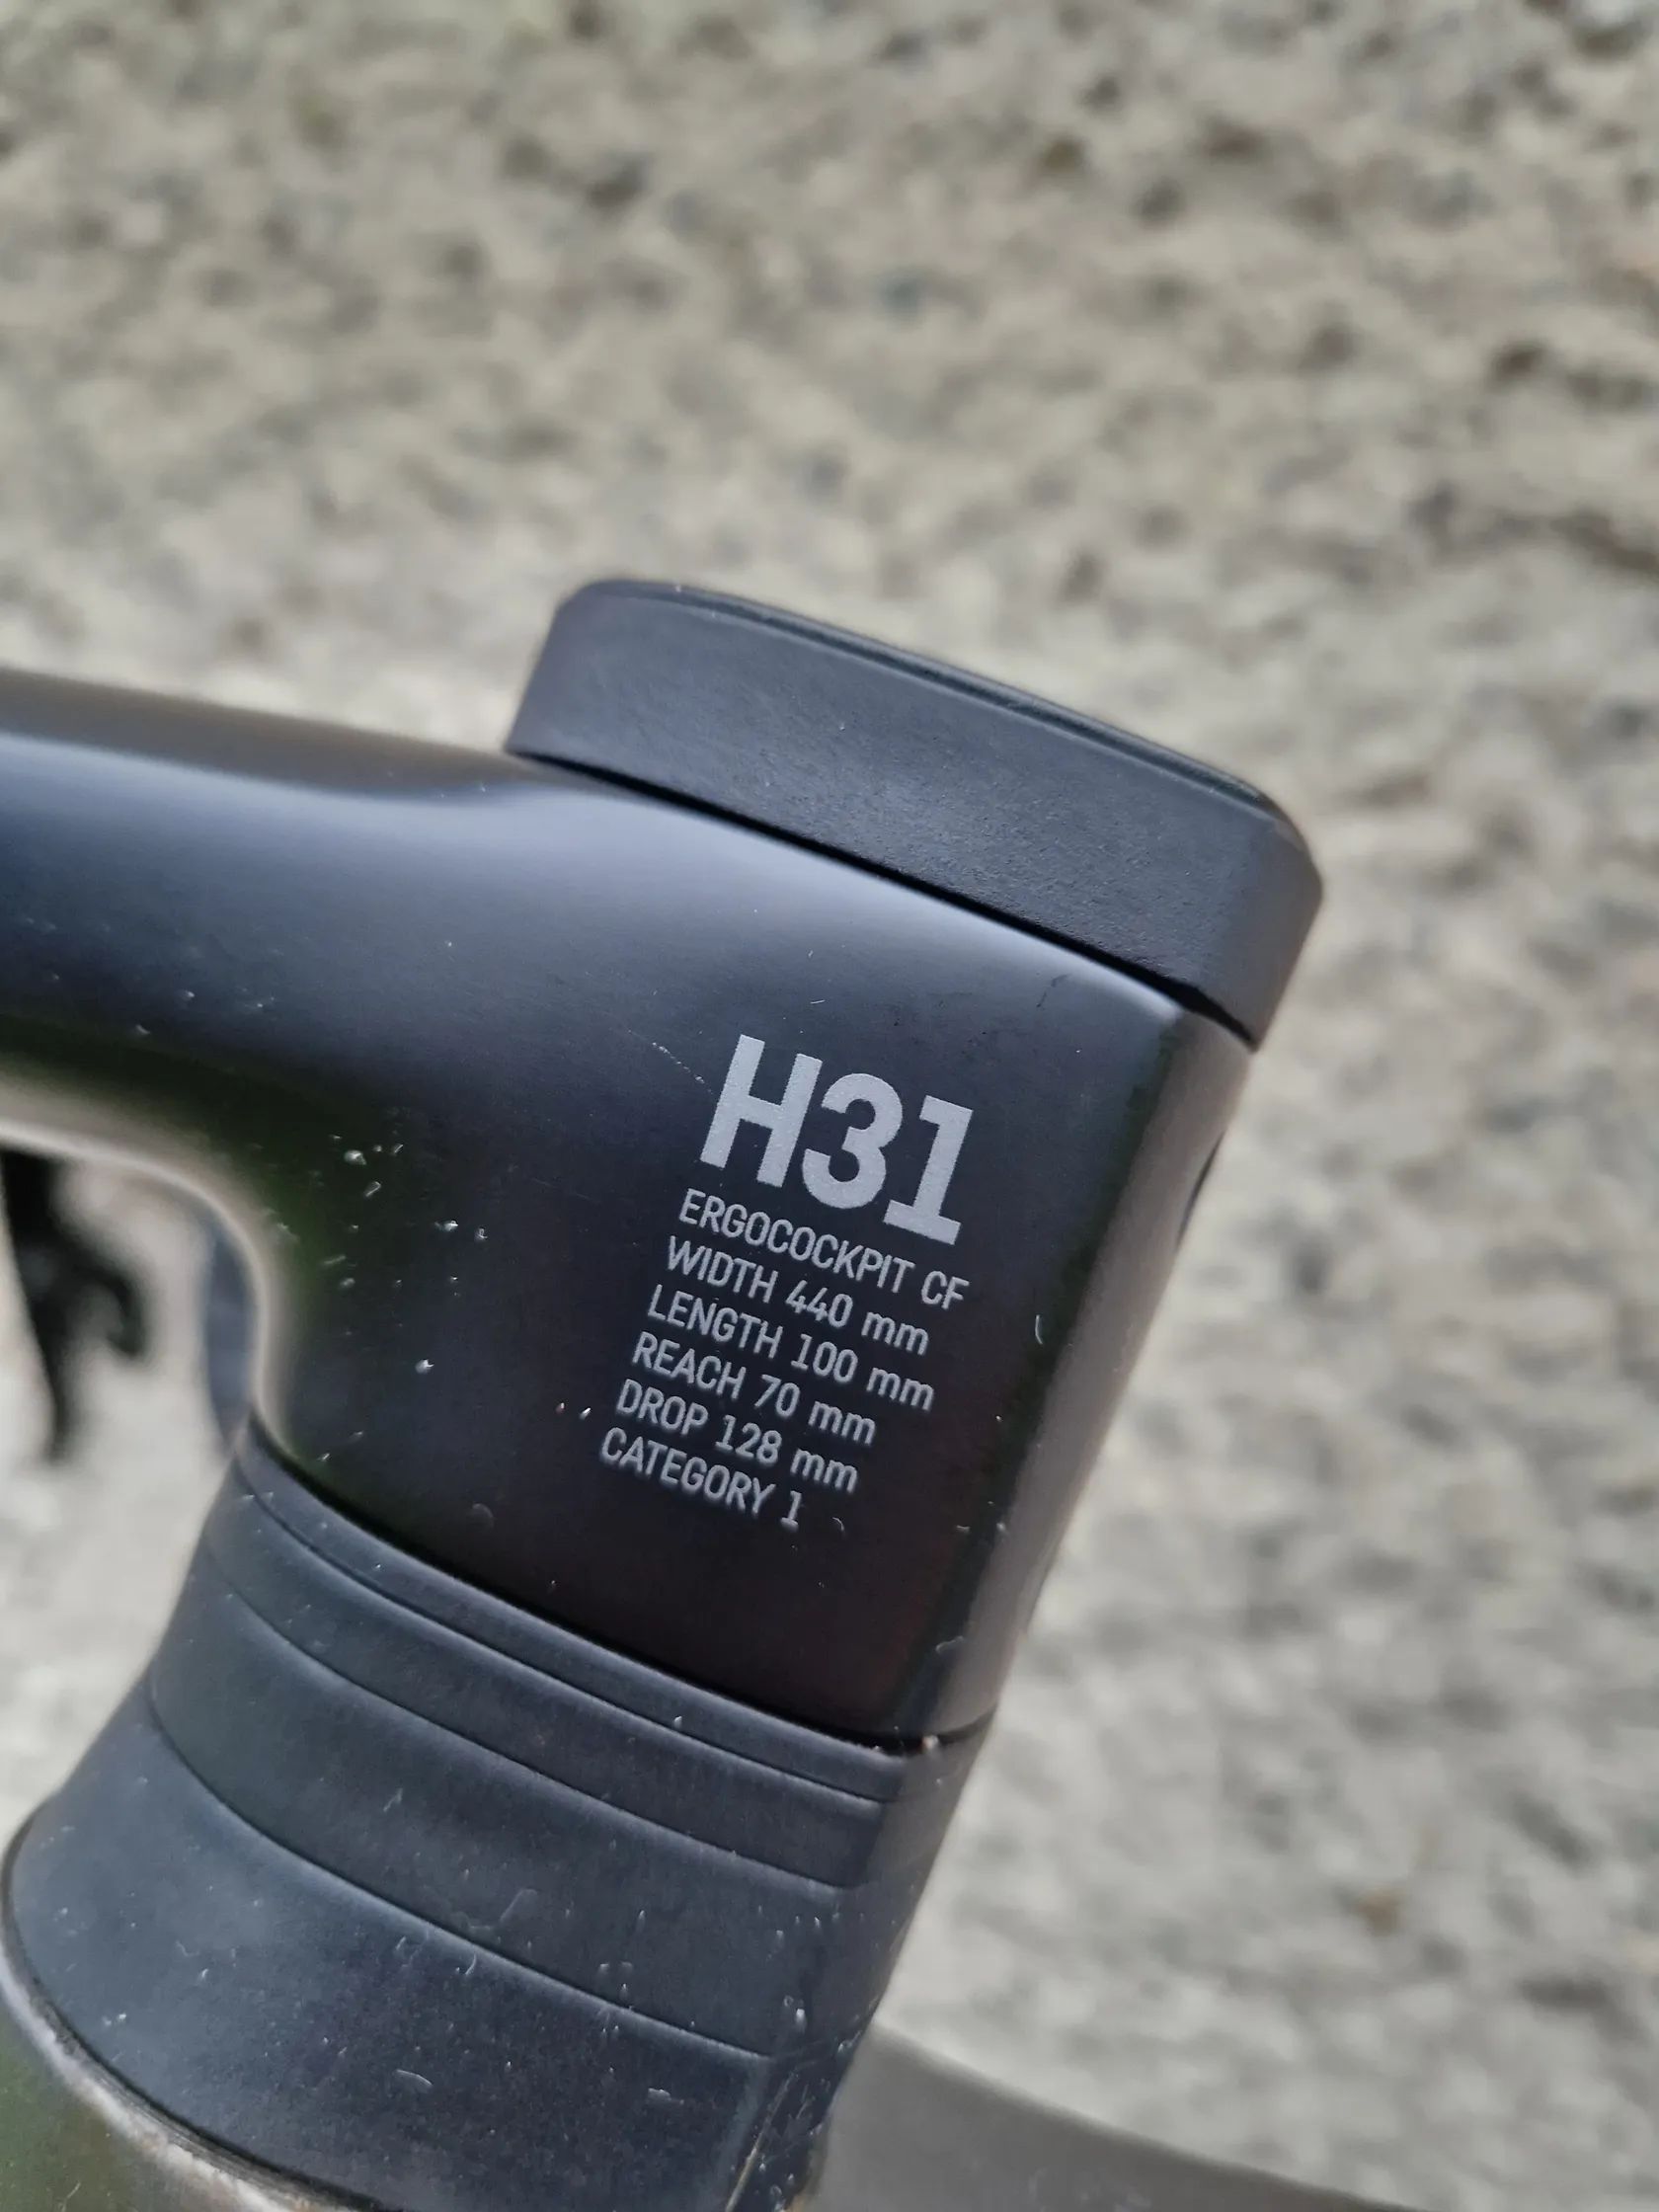 H31
ERGOCOCKPIT CF
WIDTH 440 mm
LENGTH 100 mm
REACH 70 mm
DROP 128 mm
CATEGORY 1